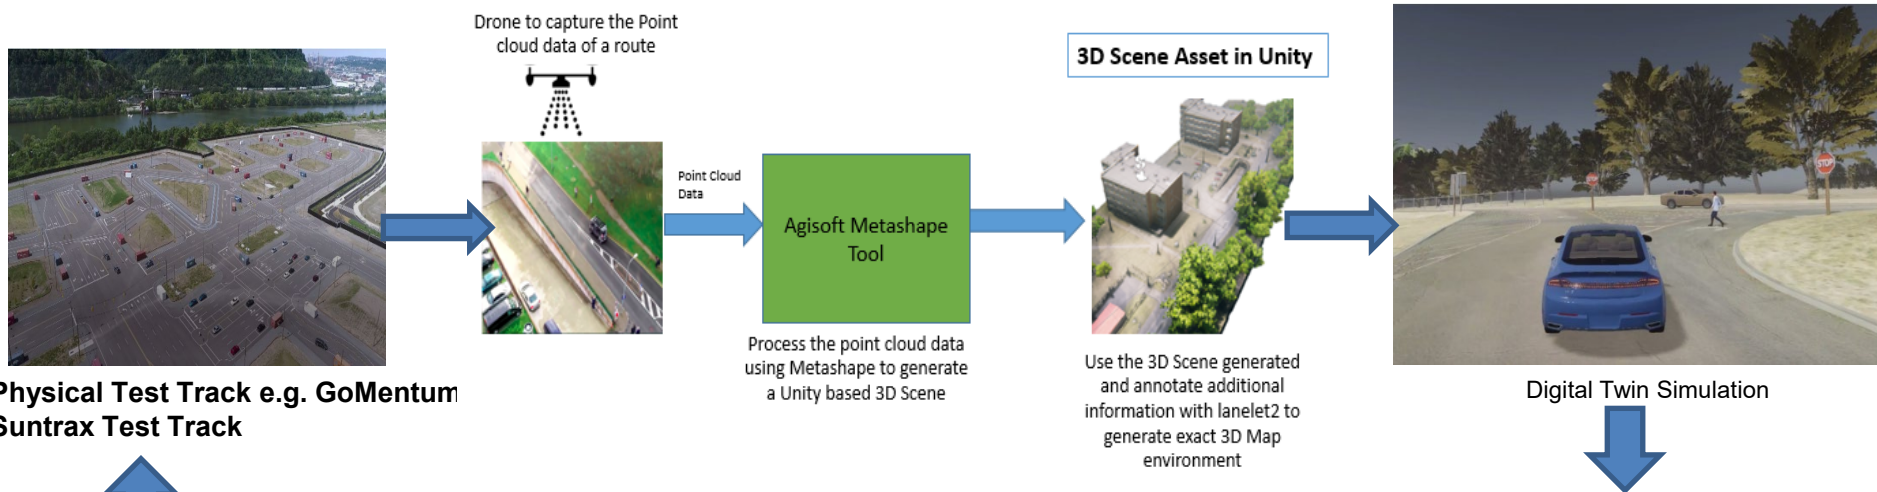 Drone to capture the Point
cloud data of a route
3D Scene Asset in Unity
Point Cloud
Data
Agisoft Metashape
Tool
STOP
Process the point cloud data
using Metashape to generate
a Unity based 3D Scene
Use the 3D Scene generated
and annotate additional
information with lanelet2 to
generate exact 3D Map
environment
Physical Test Track e.g. GoMentum
Suntrax Test Track
Digital Twin Simulation